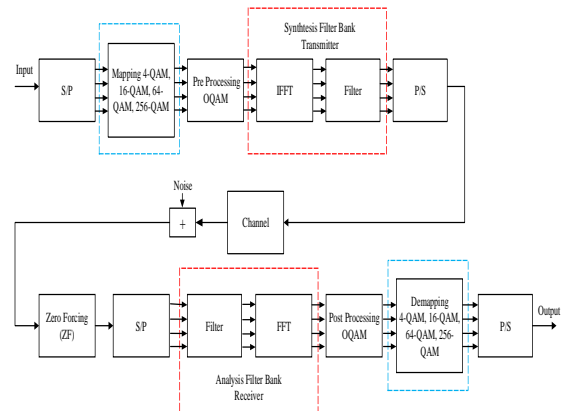 Synthtesis Filter Bank
Transmitter
Input
S/P
Mapping 4-QAM,
16-QAM, 64-
QAM, 256-QAM
Pre Processing
OQAM
IFFT
Filter
P/S
Noise
+
Channel
Zero Forcing
(ZF)
S/P
Filter
FFT
Post Processing
OQAM
Demapping
4-QAM, 16-QAM,
64-QAM, 256-
QAM
P/S
Output
Analysis Filter Bank
Receiver